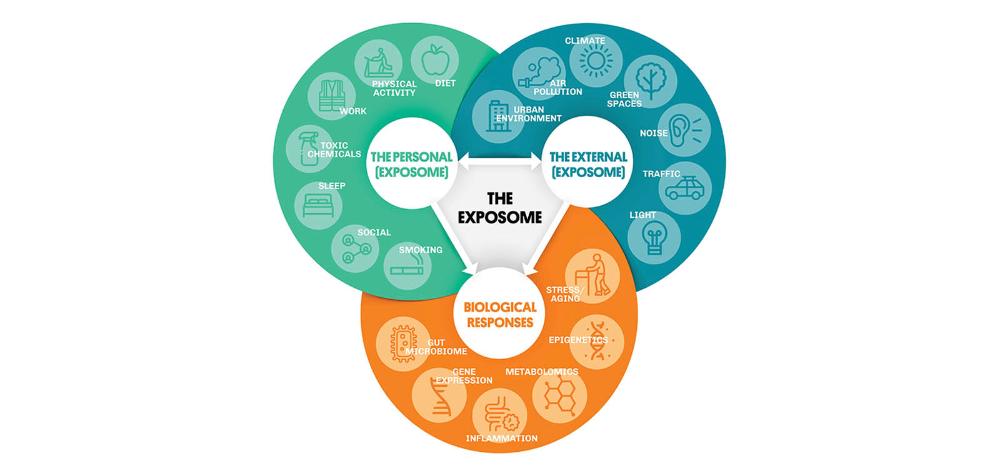 CLIMATE
PHYSICAL
ACTIVITY
DIET
AIR
POLLUTION
GREEN
SPACES
WORK
URBAN
ENVIRONMENT
NOISE
TOXIC
CHEMICALS
THE PERSONAL
(EXPOSOME)
THE EXTERNAL
(EXPOSOME)
TRAFFIC
SLEEP
THE
EXPOSOME
LIGHT
SOCIAL
SMOKING
STRESS/
AGING
BIOLOGICAL
RESPONSES
EPIGENETICS
GUT
MICROBIOME
GENE
EXPRESSION
METABOLOMICS
INFLAMMATION